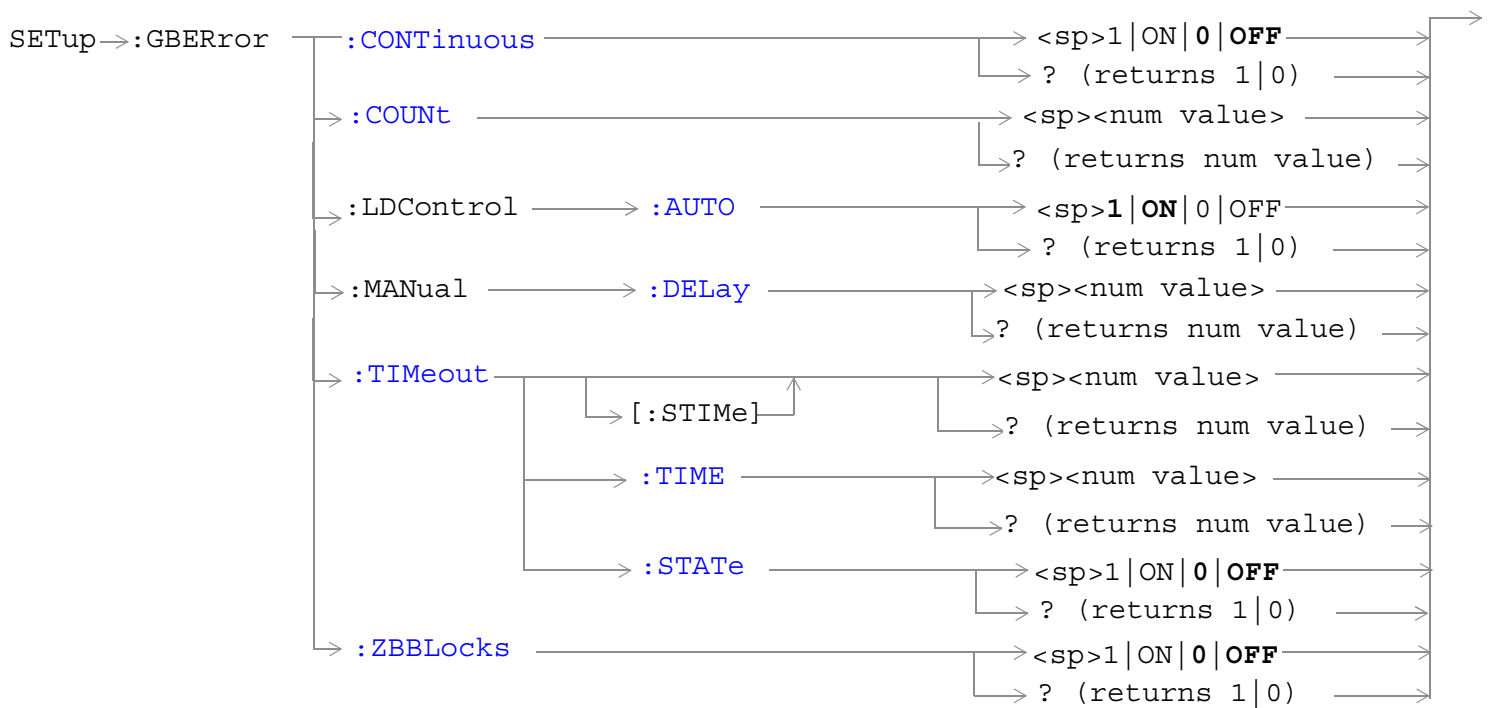 SETup :GBERror :CONTinuous <sp>1|ON|0|OFF
? (returns 1|0)
:COUNt <sp><num value>
? (returns num value)
:LDControl :AUTO <sp>1|ON|0|OFF
? (returns 1|0)
:MANual :DELay <sp><num value>
? (returns num value)
:TIMeout <sp><num value>
[:STIMe] ? (returns num value)
:TIME <sp><num value>
? (returns num value)
:STATe <sp>1|ON|0|OFF
? (returns 1|0)
:ZBBLocks <sp>1|ON|0|OFF
? (returns 1|0)